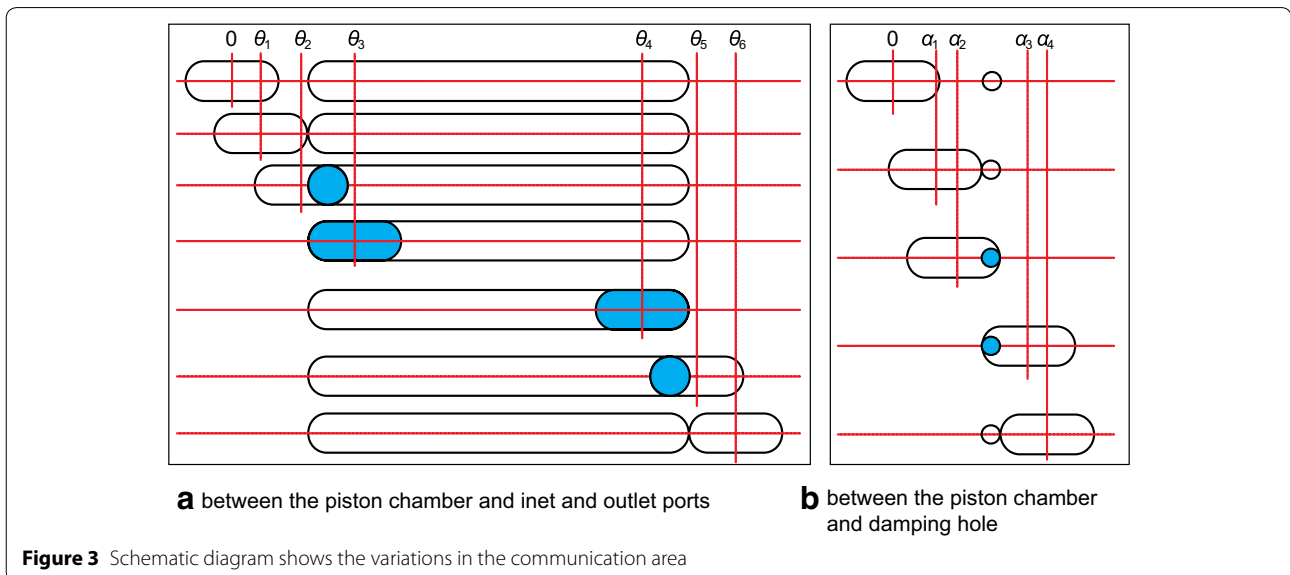 0 θ1 θ2 θ3 θ4 θ5 θ6
0 α1 α2 α3 α4
a between the piston chamber and inet and outlet ports
b between the piston chamber
and damping hole
Figure 3 Schematic diagram shows the variations in the communication area